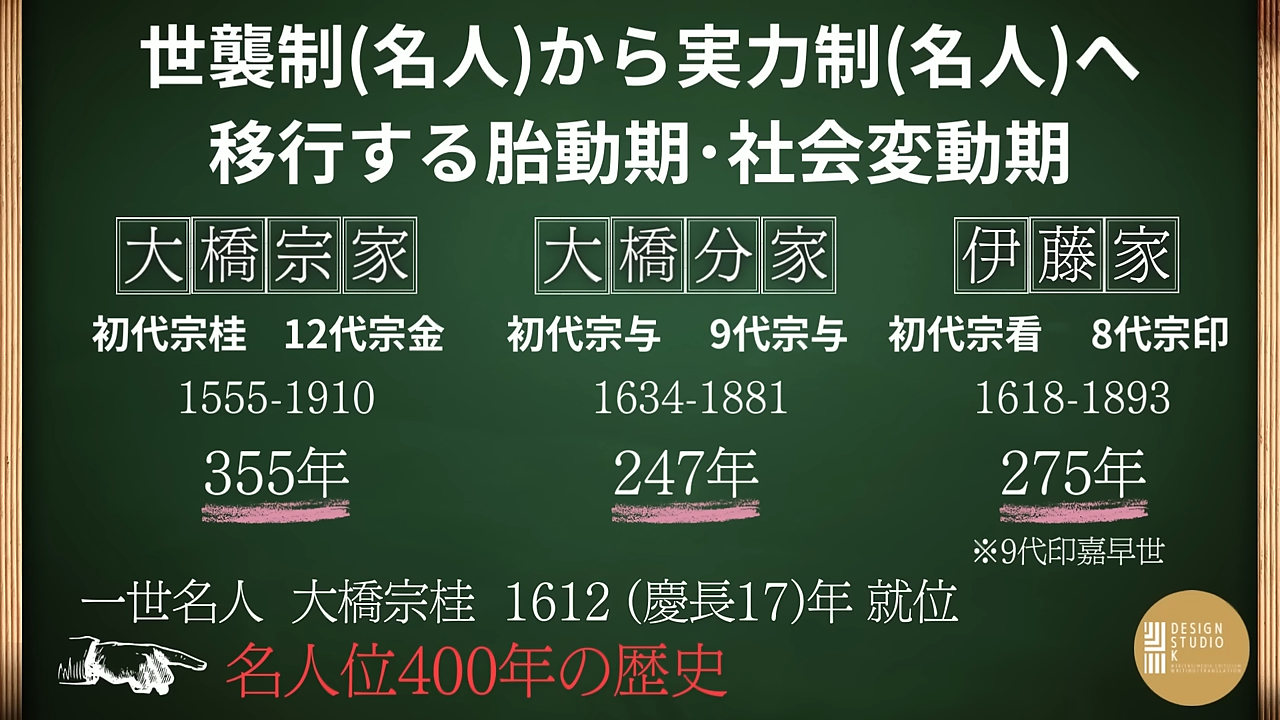 世襲制(名人)から実力制(名人)へ
移行する胎動期･社会変動期
大橋宗家
初代宗桂 12代宗金
1555-1910
355年
大橋分家
初代宗与 9代宗与
1634-1881
247年
伊藤家
初代宗看 8代宗印
1618-1893
275年
※9代印嘉早世
一世名人 大橋宗桂 1612 (慶長17)年 就位
名人位400年の歴史
DESIGN
STUDIO
K